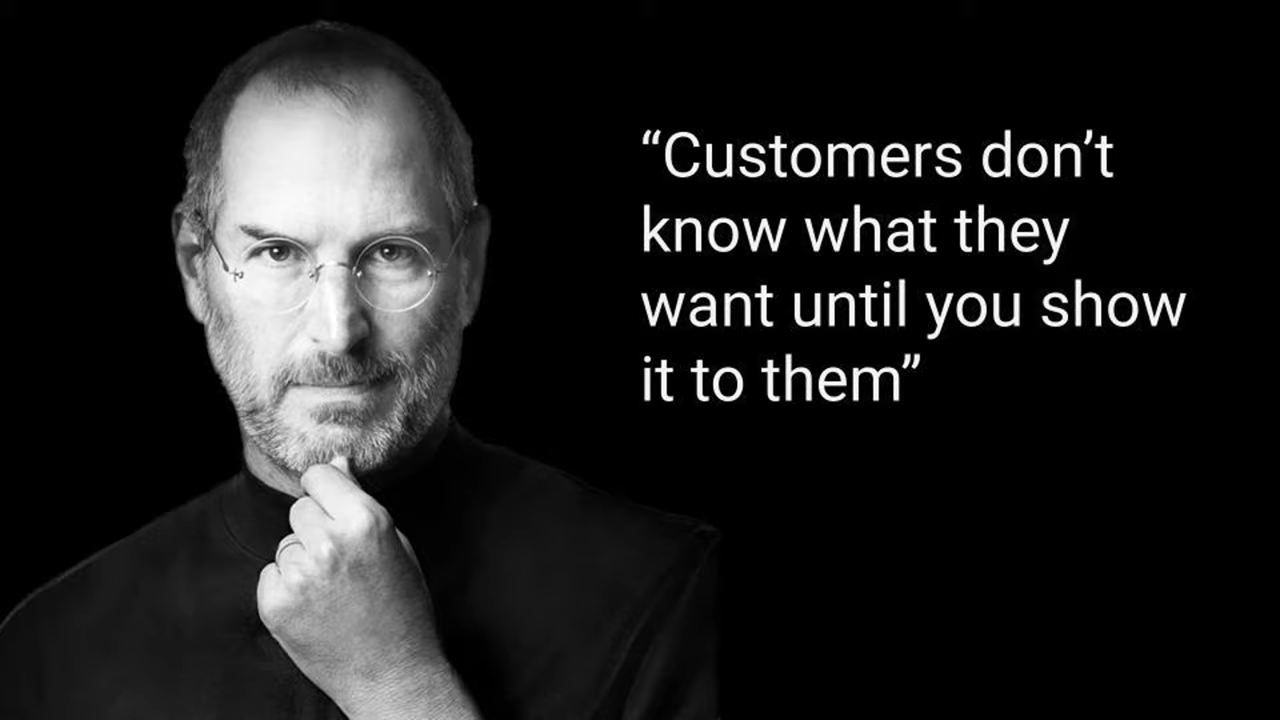 “Customers don’t
know what they
want until you show
it to them”